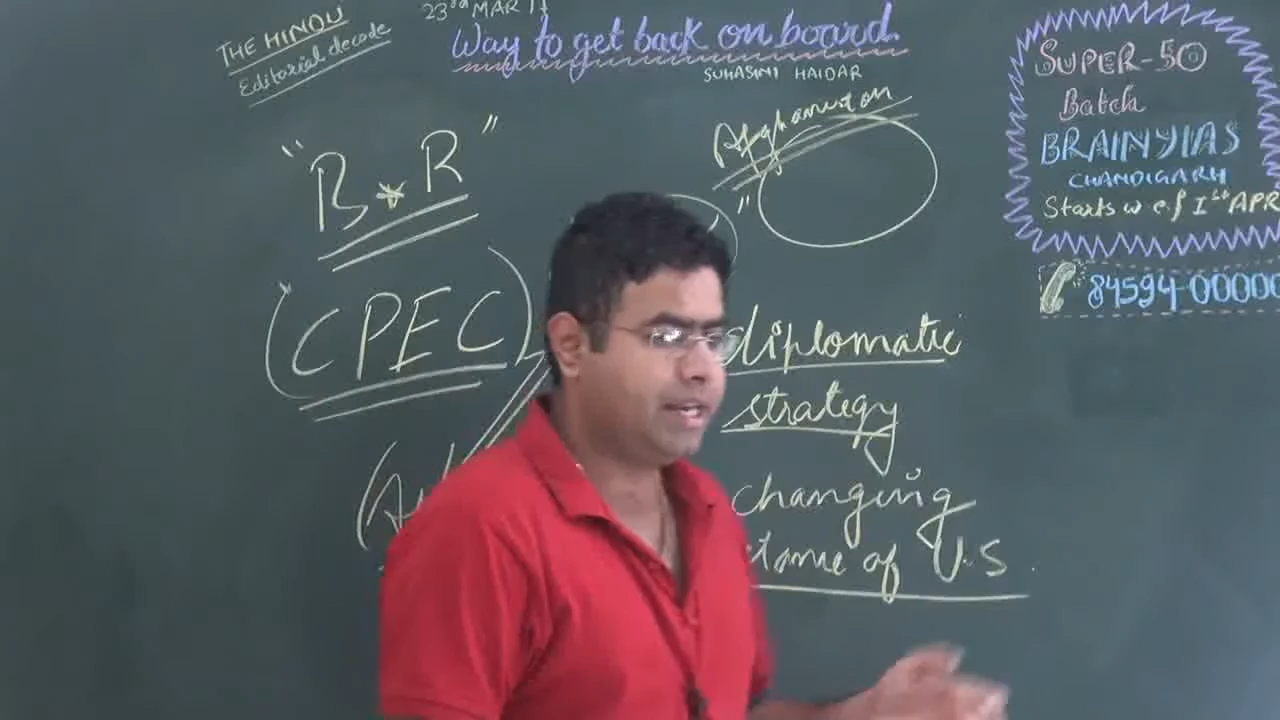 THE HINDU
Editorial decode
23rd MAR 17
Way to get back on board.
SUHASINI HAIDAR
"B * R"
(CPEC)
Afghanistan
diplomatic
strategy
changing
of U.S.
SUPER-50
Batch
BRAINYIAS
CHANDIGARH
Starts w.e.f 1st APR
84594-00000